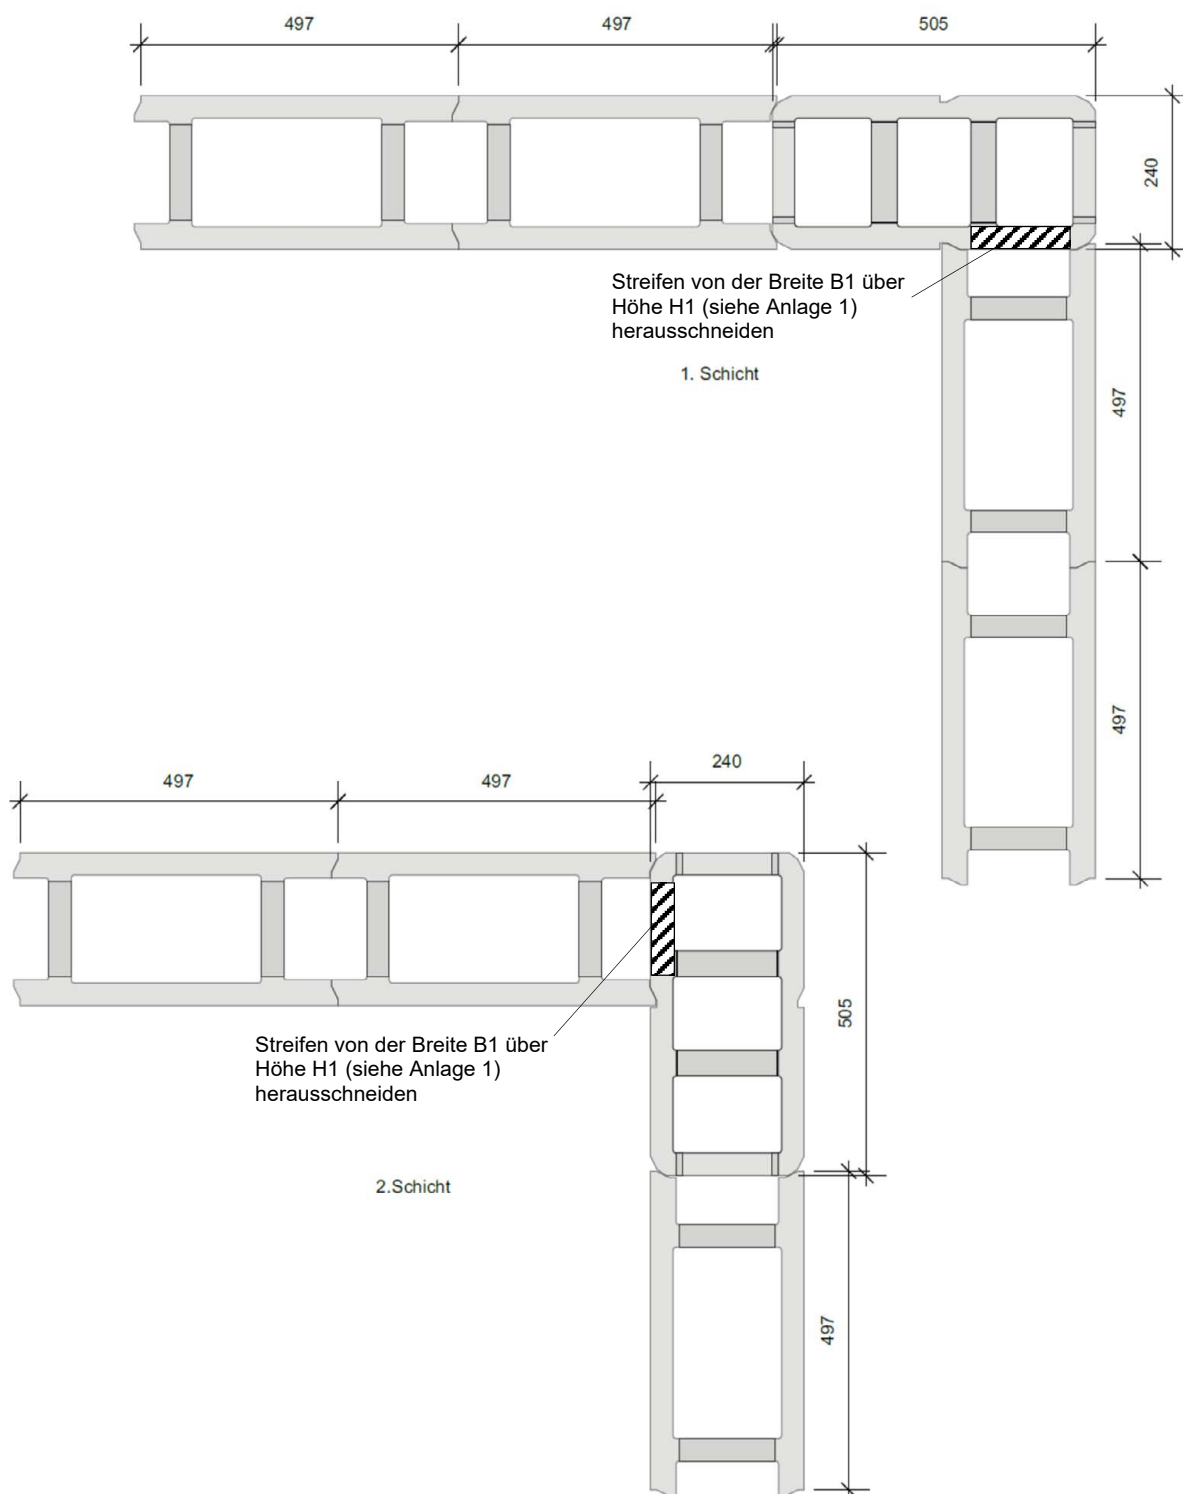 497
497
505
240
Streifen von der Breite B1 über
Höhe H1 (siehe Anlage 1)
herausschneiden
1. Schicht
497
497
240
497
497
505
Streifen von der Breite B1 über
Höhe H1 (siehe Anlage 1)
herausschneiden
2.Schicht
497